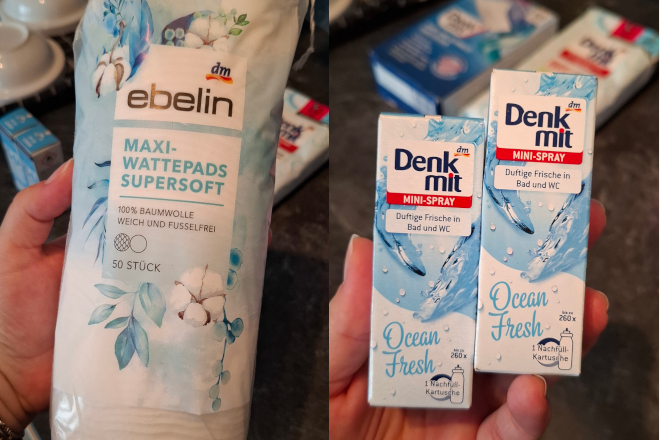 dm
ebelin
MAXI-
WATTEPADS
SUPERSOFT
100% BAUMWOLLE
WEICH UND FUSSELFREI
50 STÜCK
Denk
mit
dm
Denk
mit
MINI-SPRAY
Duftige Frische in
Bad und WC
Ocean
Fresh
260x
1 Nachfüll-
Kartusche
dm
Denk
mit
MINI-SPRAY
Duftige Frische in
Bad und WC
Ocean
Fresh
260x
1 Nachfüll-
Kartusche